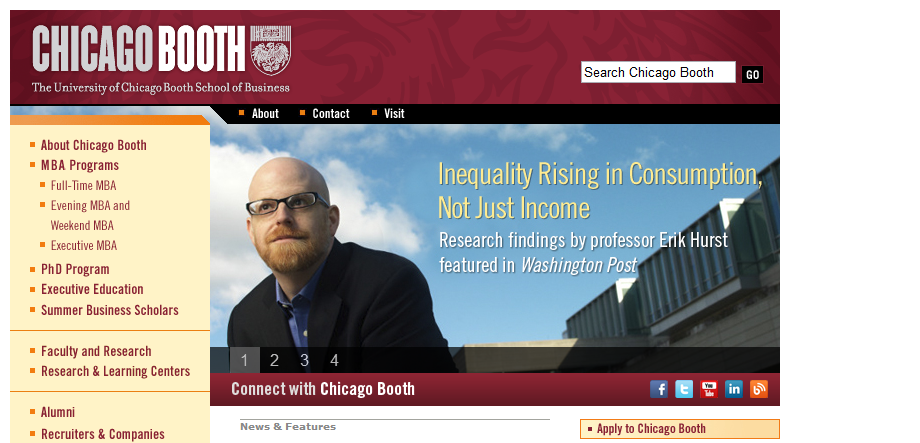 CHICAGO BOOTH
The University of Chicago Booth School of Business
Search Chicago Booth
GO
About
Contact
Visit
About Chicago Booth
MBA Programs
Full-Time MBA
Evening MBA and
Weekend MBA
Executive MBA
PhD Program
Executive Education
Summer Business Scholars
Faculty and Research
Research & Learning Centers
Alumni
Recruiters & Companies
Inequality Rising in Consumption,
Not Just Income
Research findings by professor Erik Hurst
featured in Washington Post
1 2 3 4
Connect with Chicago Booth
f
t
You Tube
in
News & Features
Apply to Chicago Booth